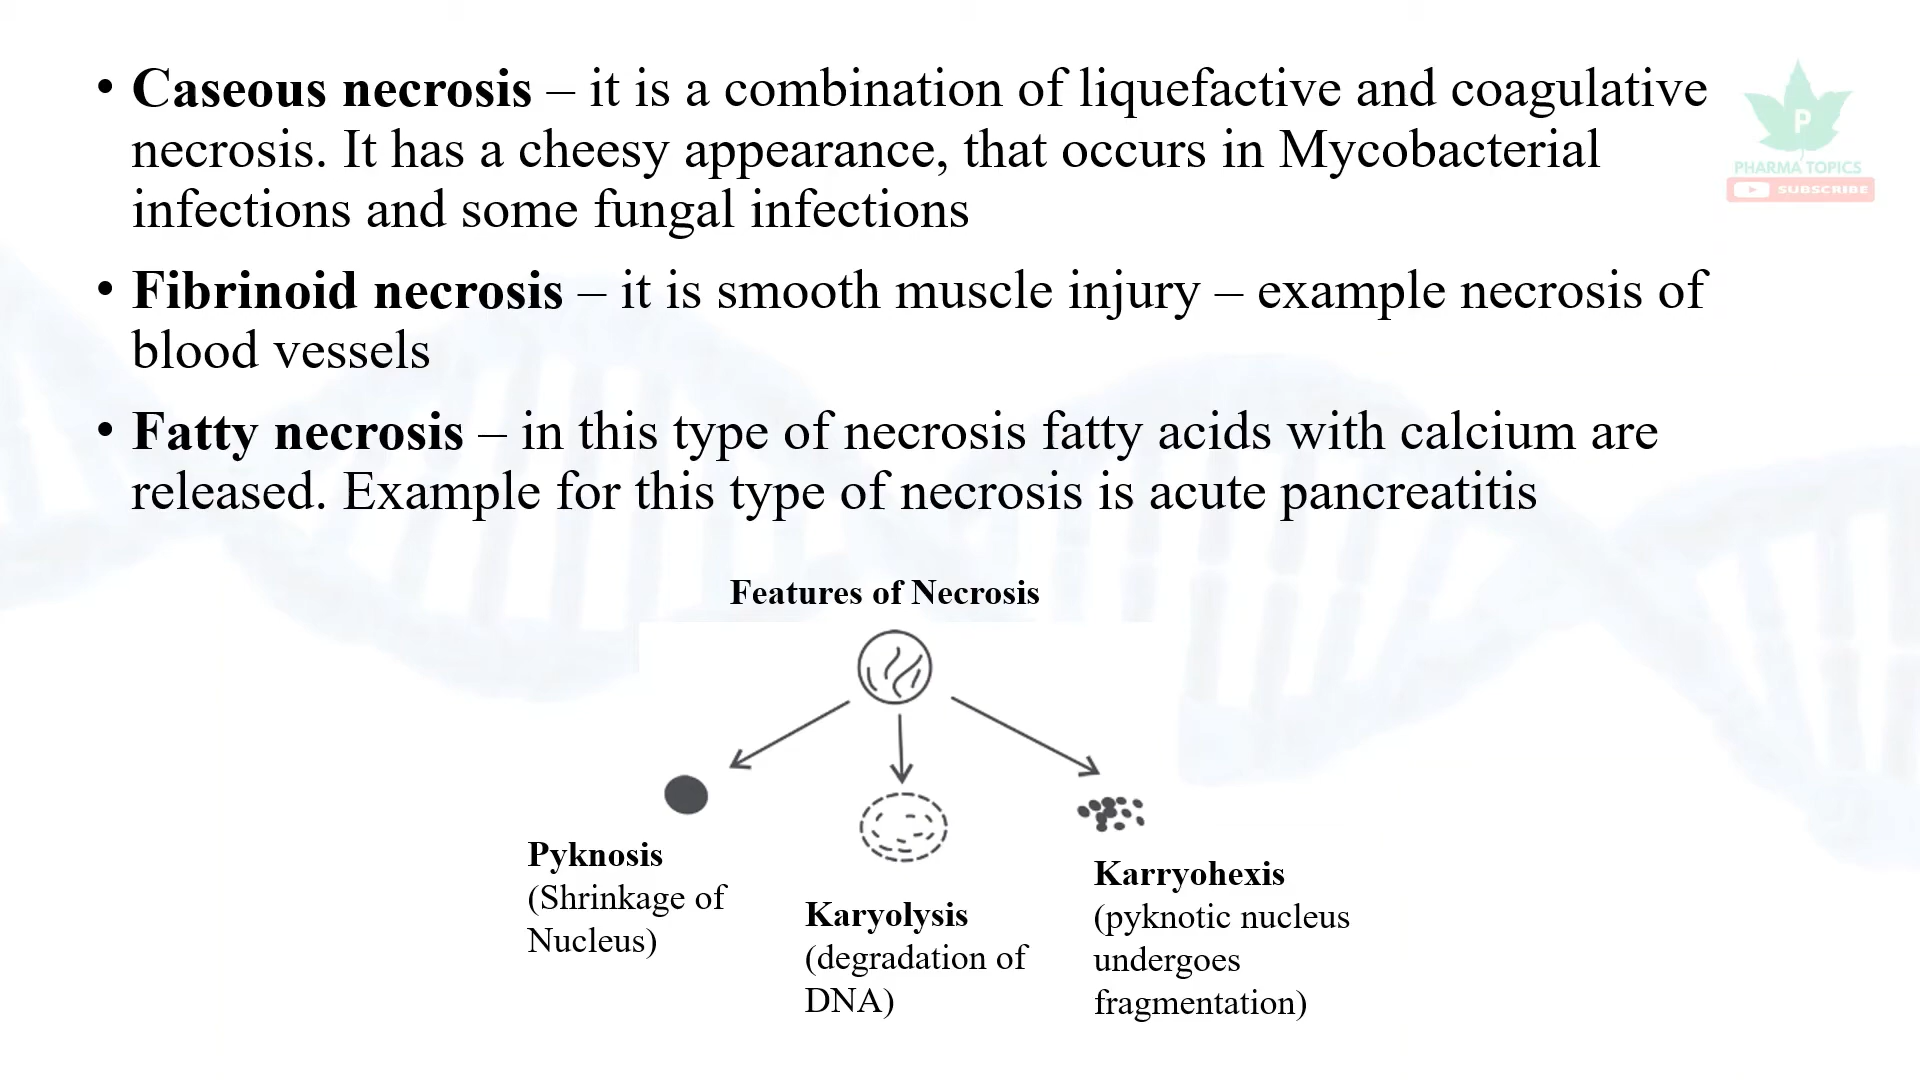 • Caseous necrosis – it is a combination of liquefactive and coagulative
necrosis. It has a cheesy appearance, that occurs in Mycobacterial
infections and some fungal infections
• Fibrinoid necrosis – it is smooth muscle injury – example necrosis of
blood vessels
• Fatty necrosis – in this type of necrosis fatty acids with calcium are
released. Example for this type of necrosis is acute pancreatitis
P
PHARMA TOPICS
SUBSCRIBE
Features of Necrosis
Pyknosis
(Shrinkage of
Nucleus)
Karyolysis
(degradation of
DNA)
Karryohexis
(pyknotic nucleus
undergoes
fragmentation)